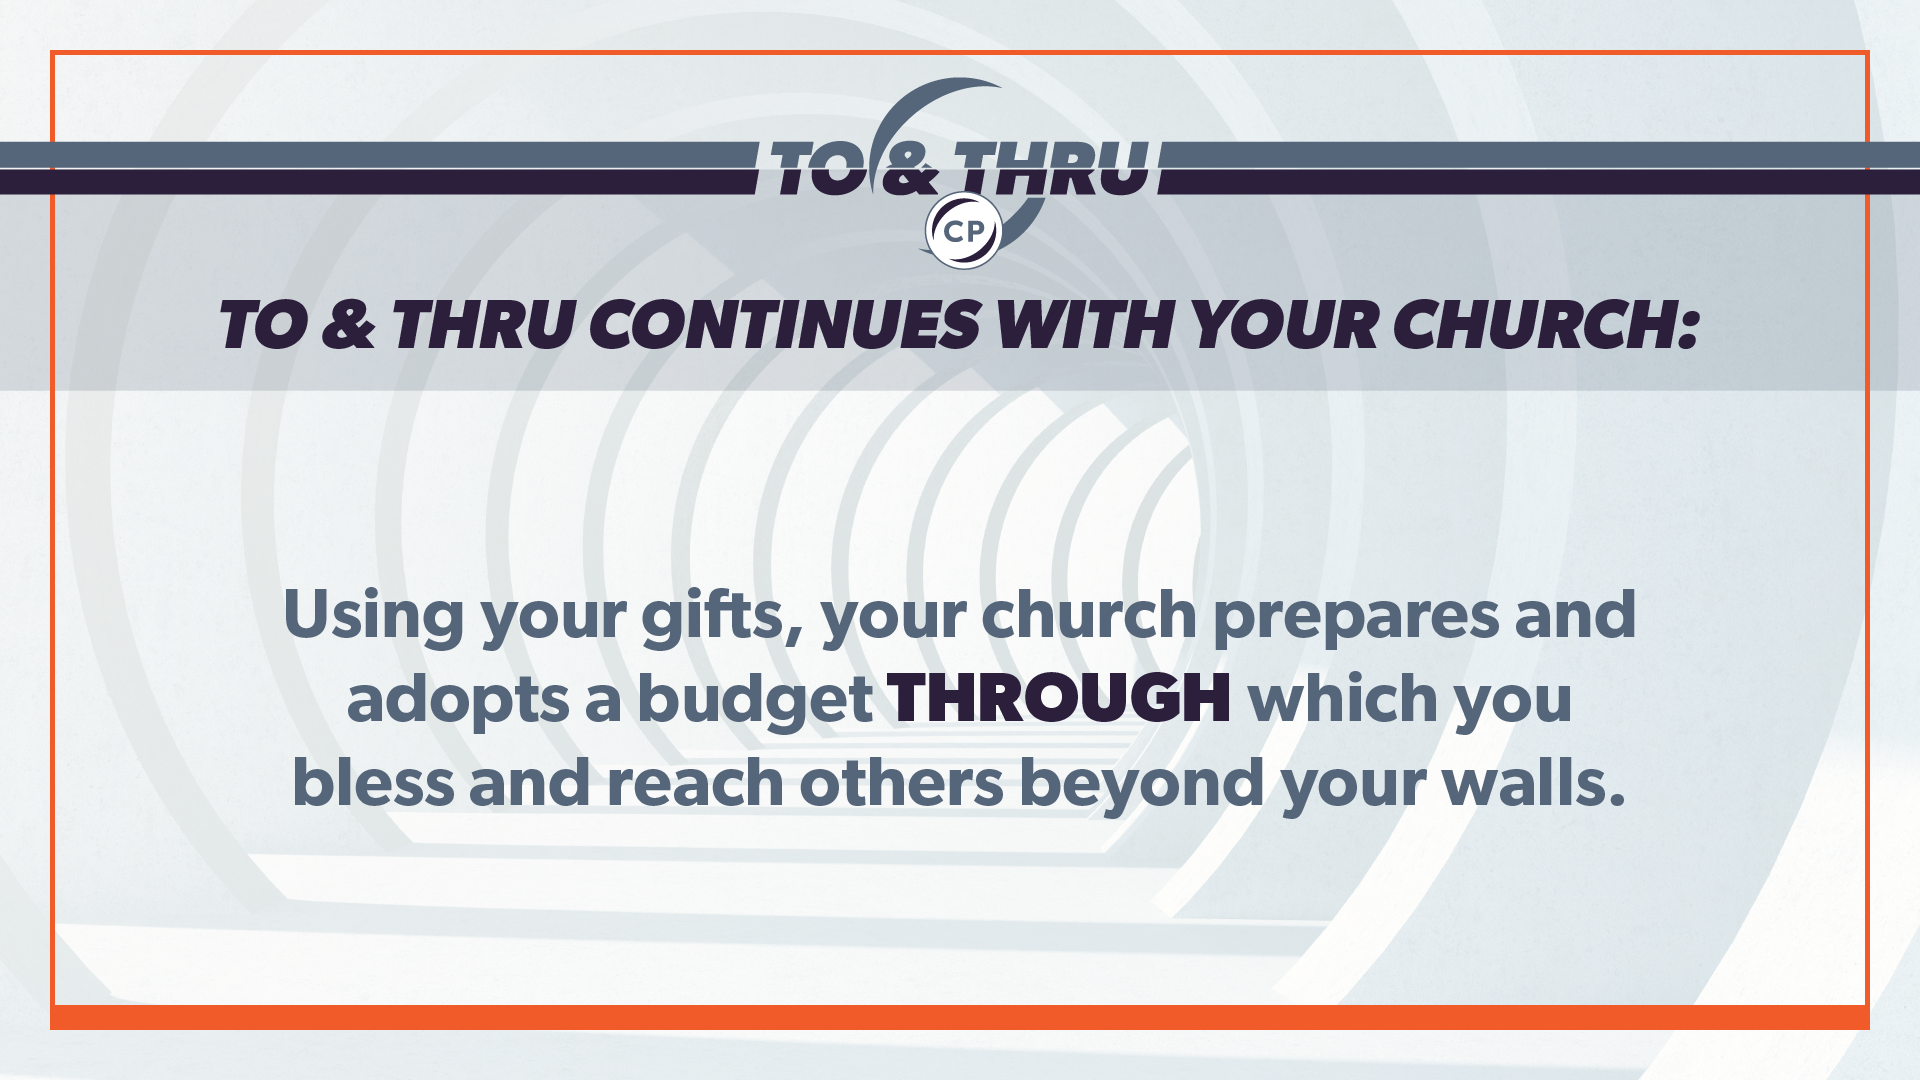 TO & THRU
CP
TO & THRU CONTINUES WITH YOUR CHURCH:
Using your gifts, your church prepares and
adopts a budget THROUGH which you
bless and reach others beyond your walls.